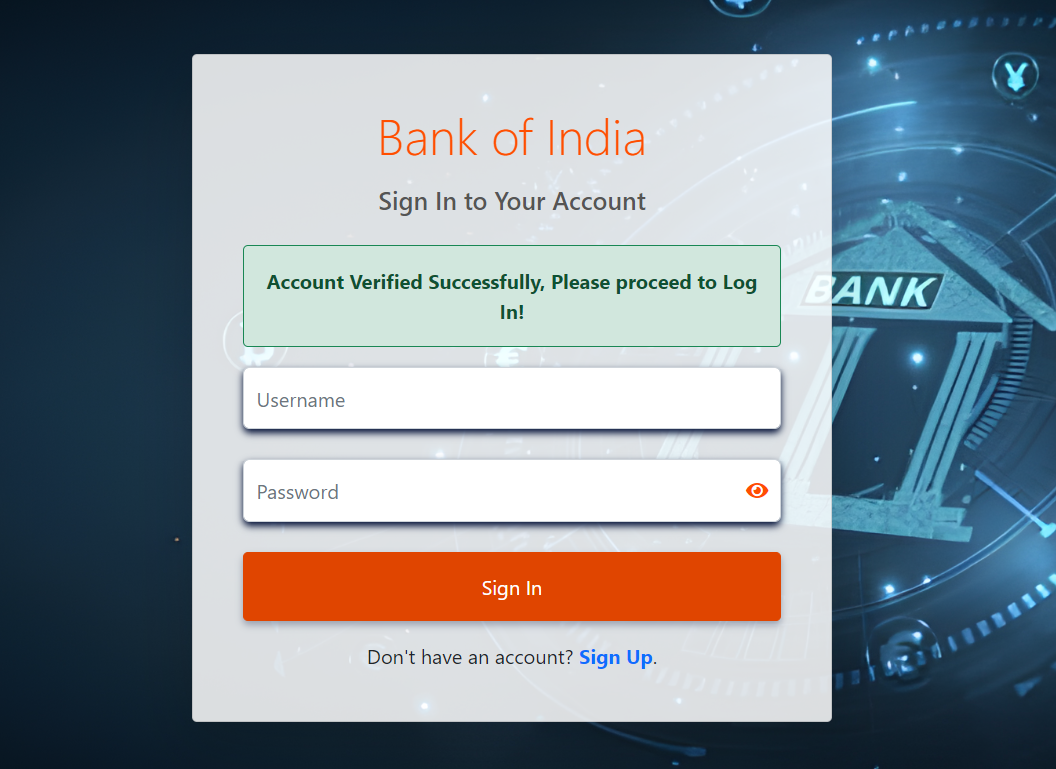 Bank of India
Sign In to Your Account
Account Verified Successfully, Please proceed to Log
In!
BANK
Username
Password
Sign In
Don't have an account? Sign Up.